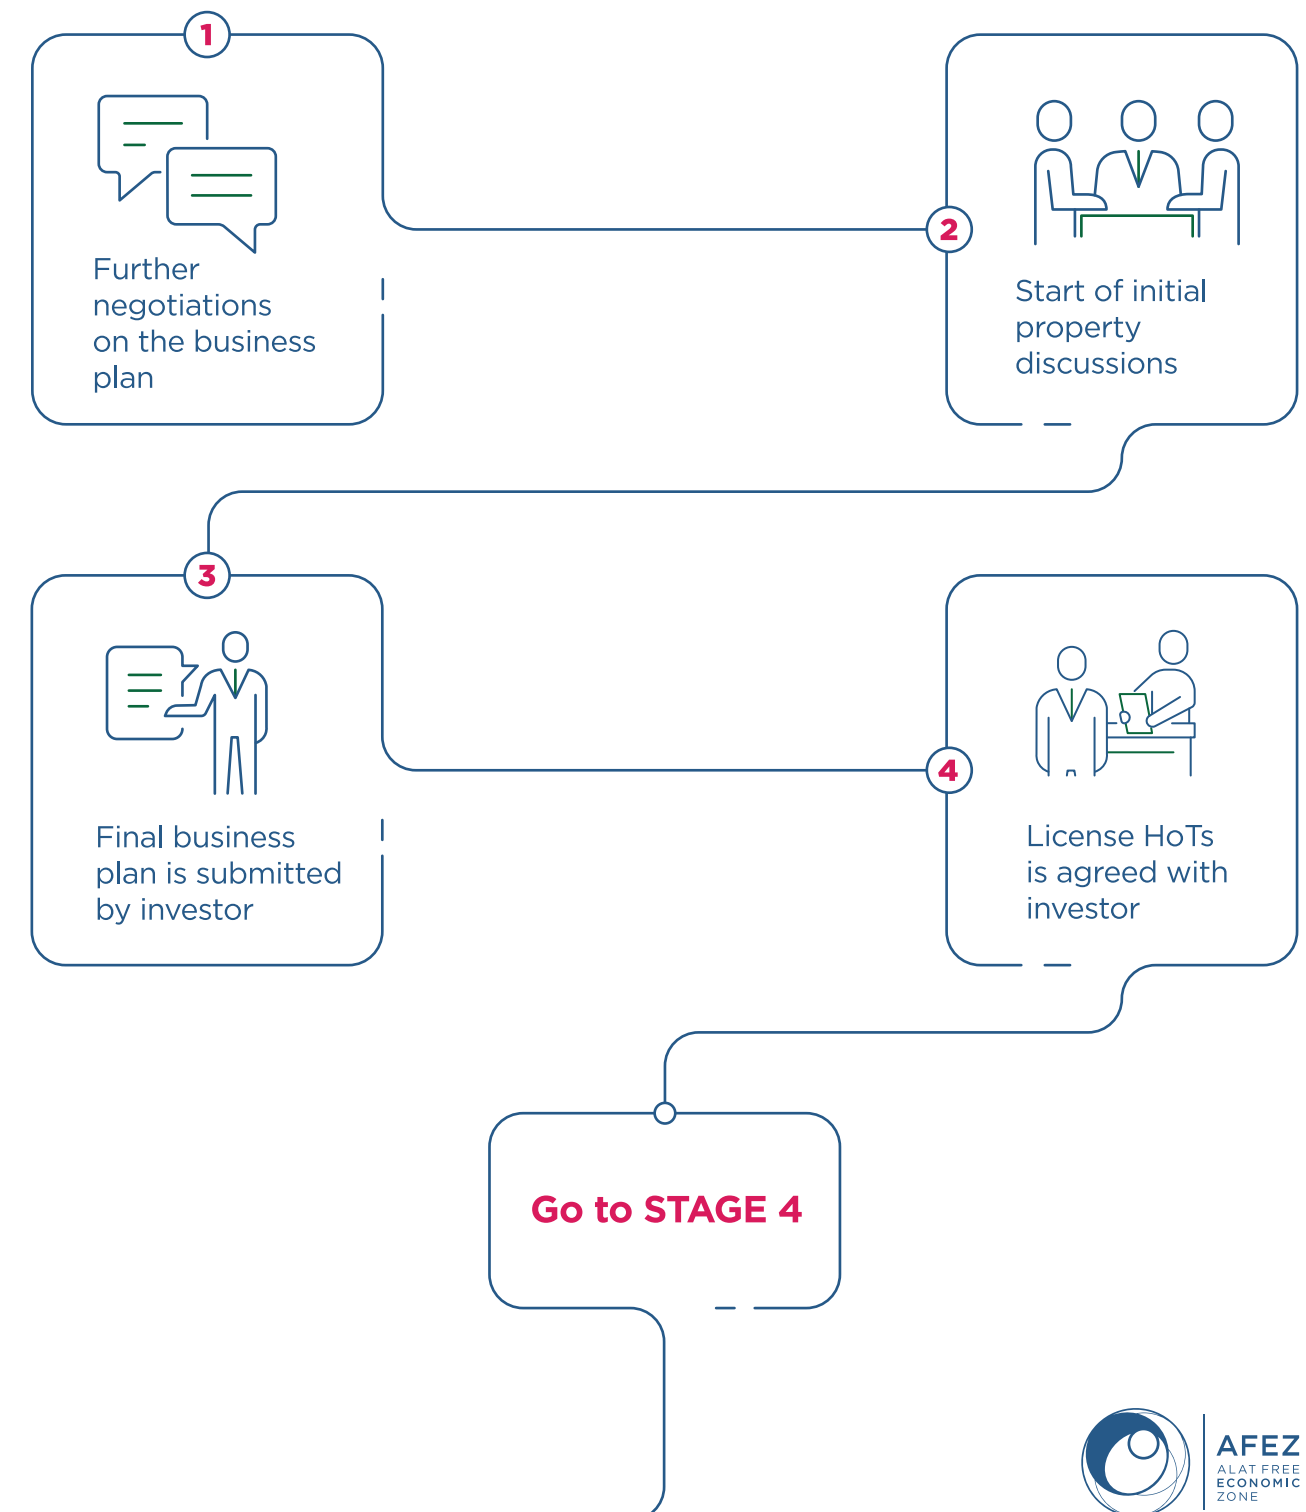 1
Further
negotiations
on the business
plan
2
Start of initial
property
discussions
3
Final business
plan is submitted
by investor
4
License HoTs
is agreed with
investor
Go to STAGE 4
AFEZ
ALAT FREE
ECONOMIC
ZONE